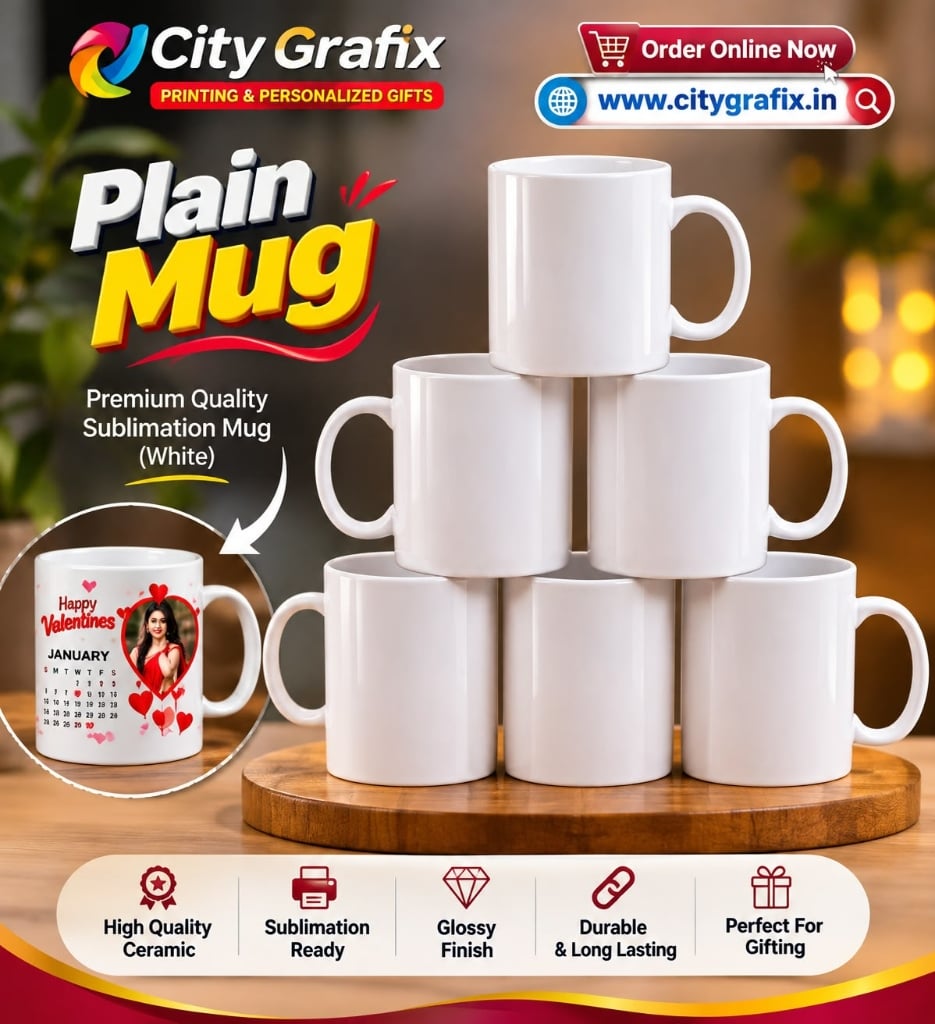 City Grafix
PRINTING & PERSONALIZED GIFTS
Order Online Now
www.citygrafix.in
Plain
Mug
Premium Quality
Sublimation Mug
(White)
Happy
Valentines
JANUARY
S M T W T F S
High Quality
Ceramic
Sublimation
Ready
Glossy
Finish
Durable
& Long Lasting
Perfect For
Gifting